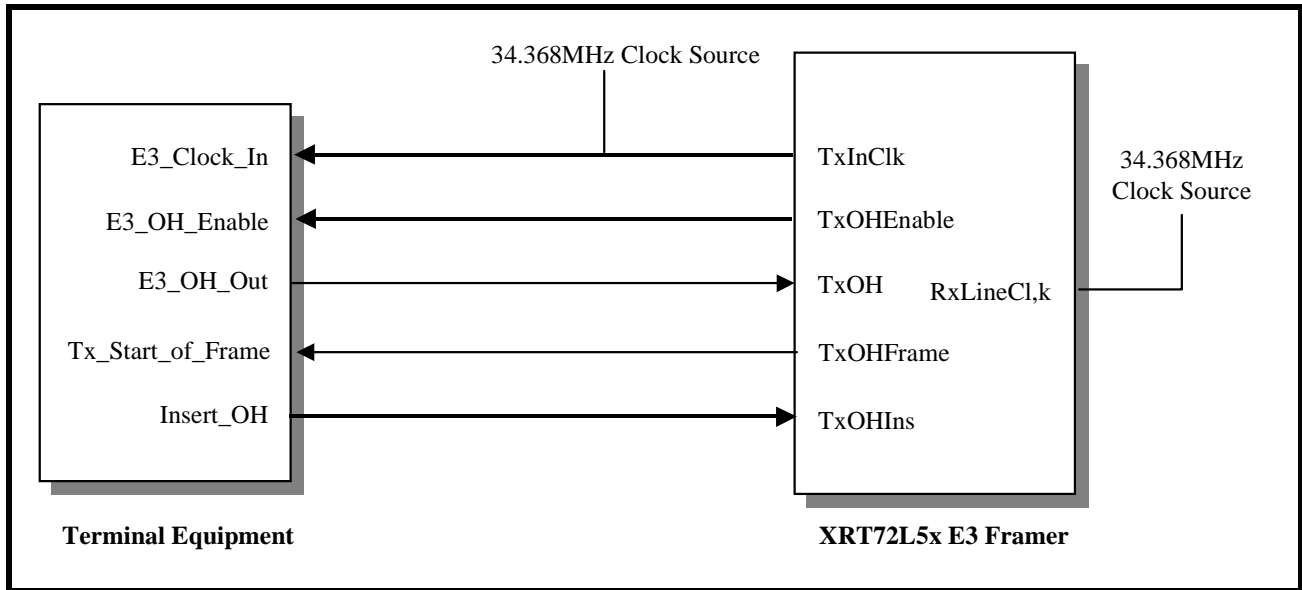 34.368MHz Clock Source
E3_Clock_In
TxInClk
34.368MHz
Clock Source
E3_OH_Enable
TxOHEnable
E3_OH_Out
TxOH
RxLineCl,k
Tx_Start_of_Frame
TxOHFrame
Insert_OH
TxOHIns
Terminal Equipment
XRT72L5x E3 Framer